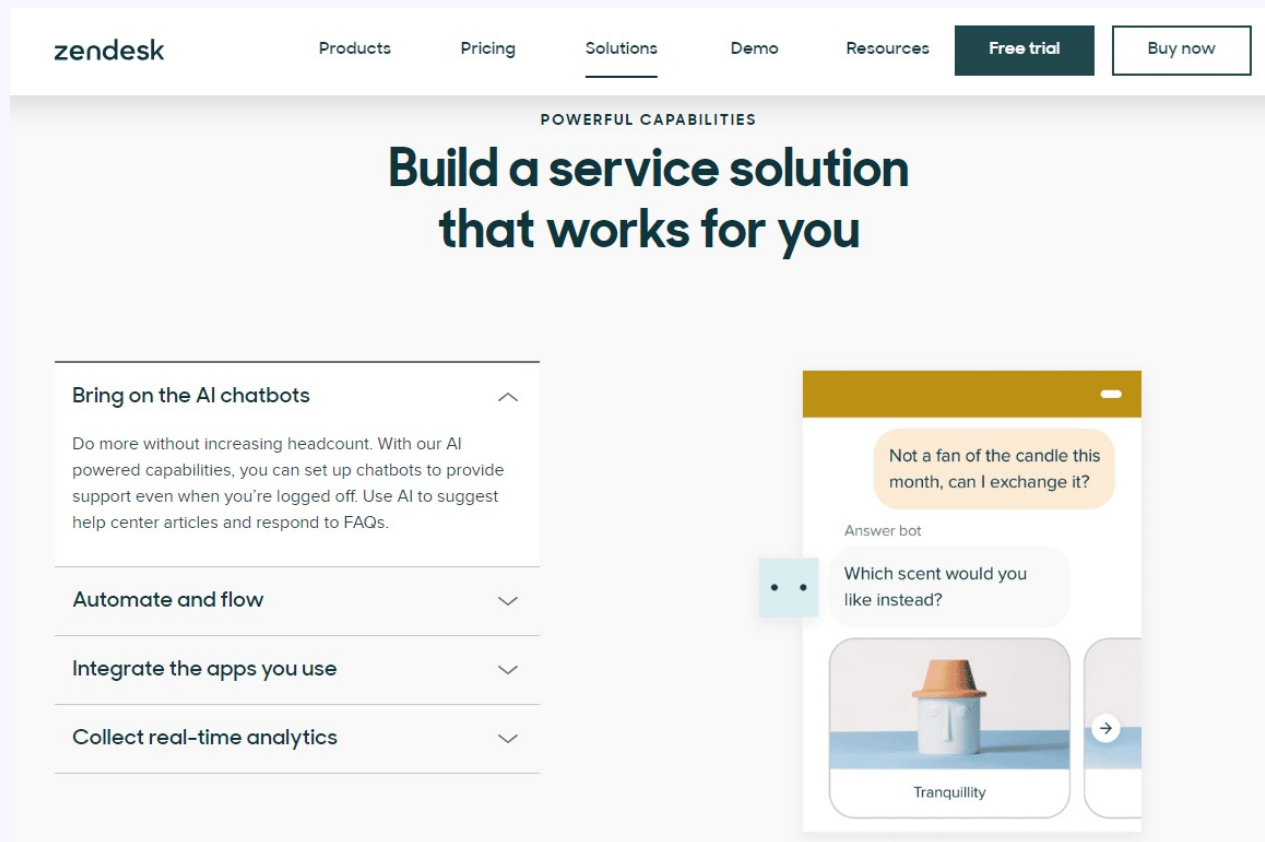 zendesk
Products
Pricing
Solutions
Demo
Resources
Free trial
Buy now
POWERFUL CAPABILITIES
Build a service solution
that works for you
Bring on the AI chatbots
Do more without increasing headcount. With our AI
powered capabilities, you can set up chatbots to provide
support even when you’re logged off. Use AI to suggest
help center articles and respond to FAQs.
Automate and flow
Integrate the apps you use
Collect real-time analytics
Not a fan of the candle this
month, can I exchange it?
Answer bot
Which scent would you
like instead?
Tranquillity